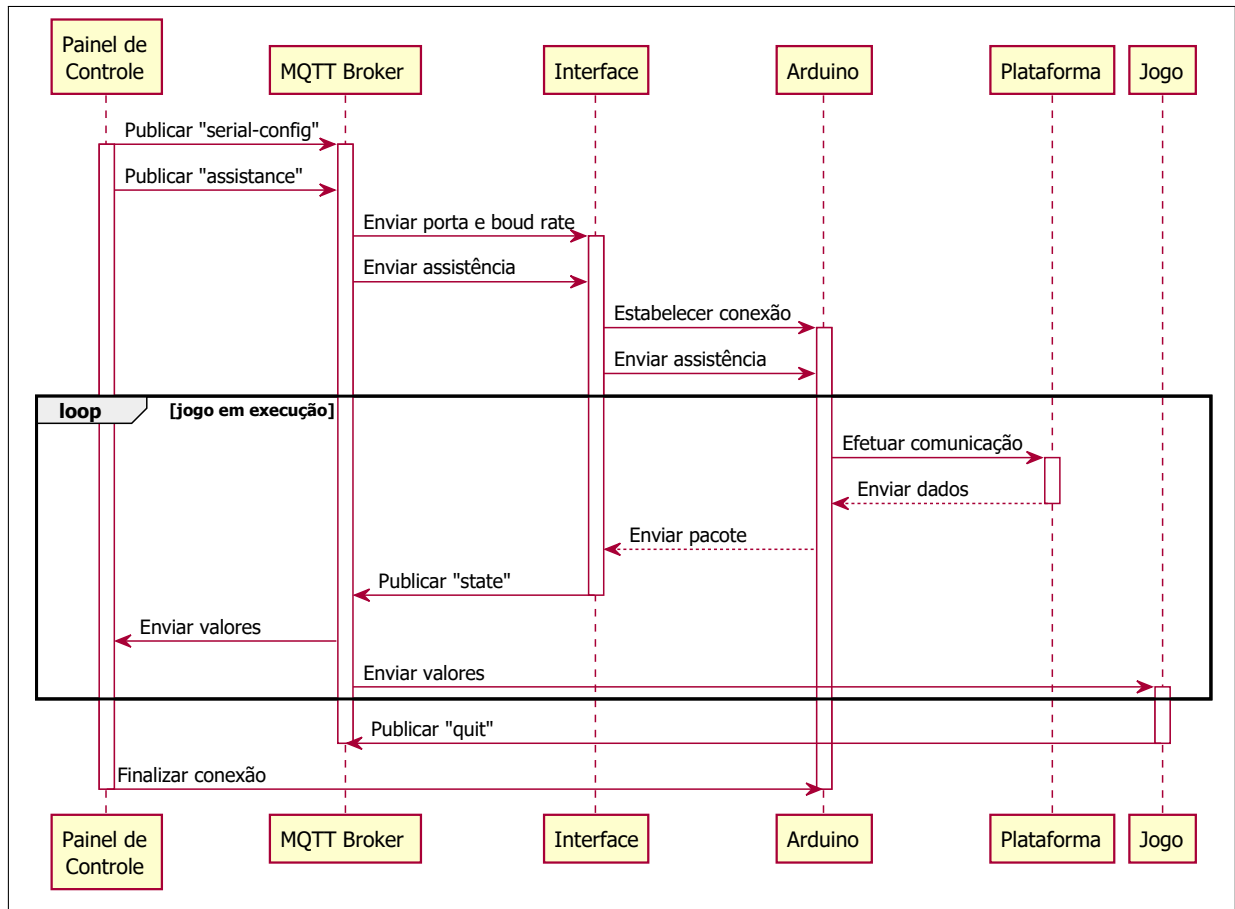 Painel de
Controle
MQTT Broker
Interface
Arduino
Plataforma
Jogo
Publicar "serial-config"
Publicar "assistance"
Enviar porta e boud rate
Enviar assistência
Estabelecer conexão
Enviar assistência
loop
[jogo em execução]
Efetuar comunicação
Enviar dados
Enviar pacote
Publicar "state"
Enviar valores
Enviar valores
Publicar "quit"
Finalizar conexão
Painel de
Controle
MQTT Broker
Interface
Arduino
Plataforma
Jogo